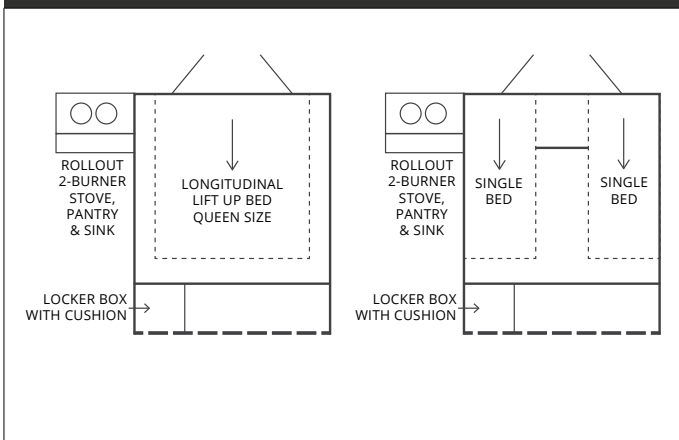 ROLLOUT
2-BURNER
STOVE,
PANTRY
& SINK
LONGITUDINAL
LIFT UP BED
QUEEN SIZE
LOCKER BOX
WITH CUSHION
ROLLOUT
2-BURNER
STOVE,
PANTRY
& SINK
SINGLE
BED
SINGLE
BED
LOCKER BOX
WITH CUSHION